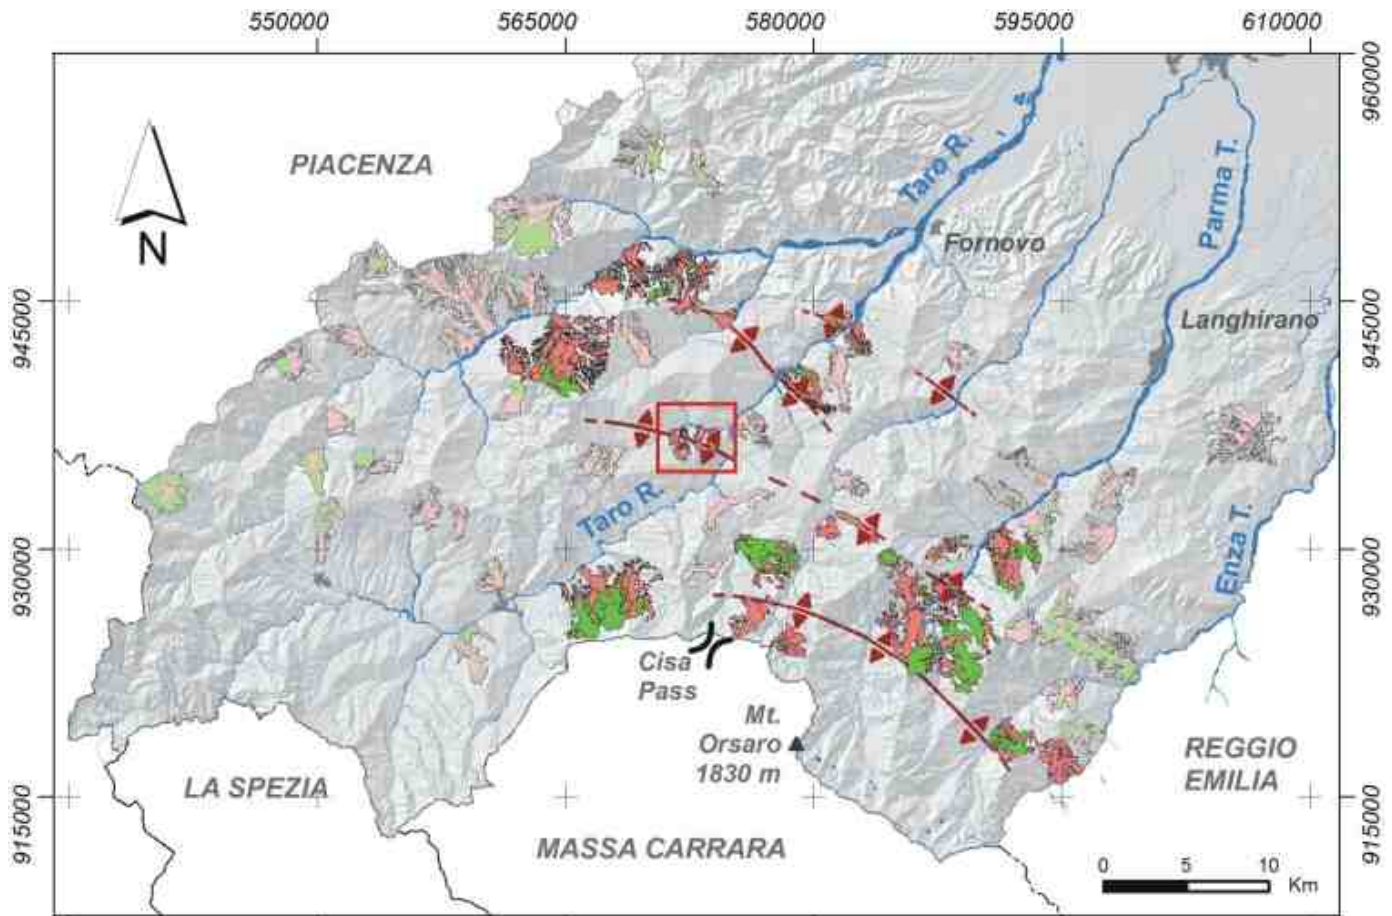 550000 565000 580000 595000 610000
960000
PIACENZA
Taro R.
Parma T.
N
Fornovo
945000
945000
Langhirano
Taro R.
Enza T.
930000
930000
Cisa
Pass
Mt.
Orsaro
1830 m
REGGIO
EMILIA
LA SPEZIA
915000
915000
MASSA CARRARA
0 5 10
Km